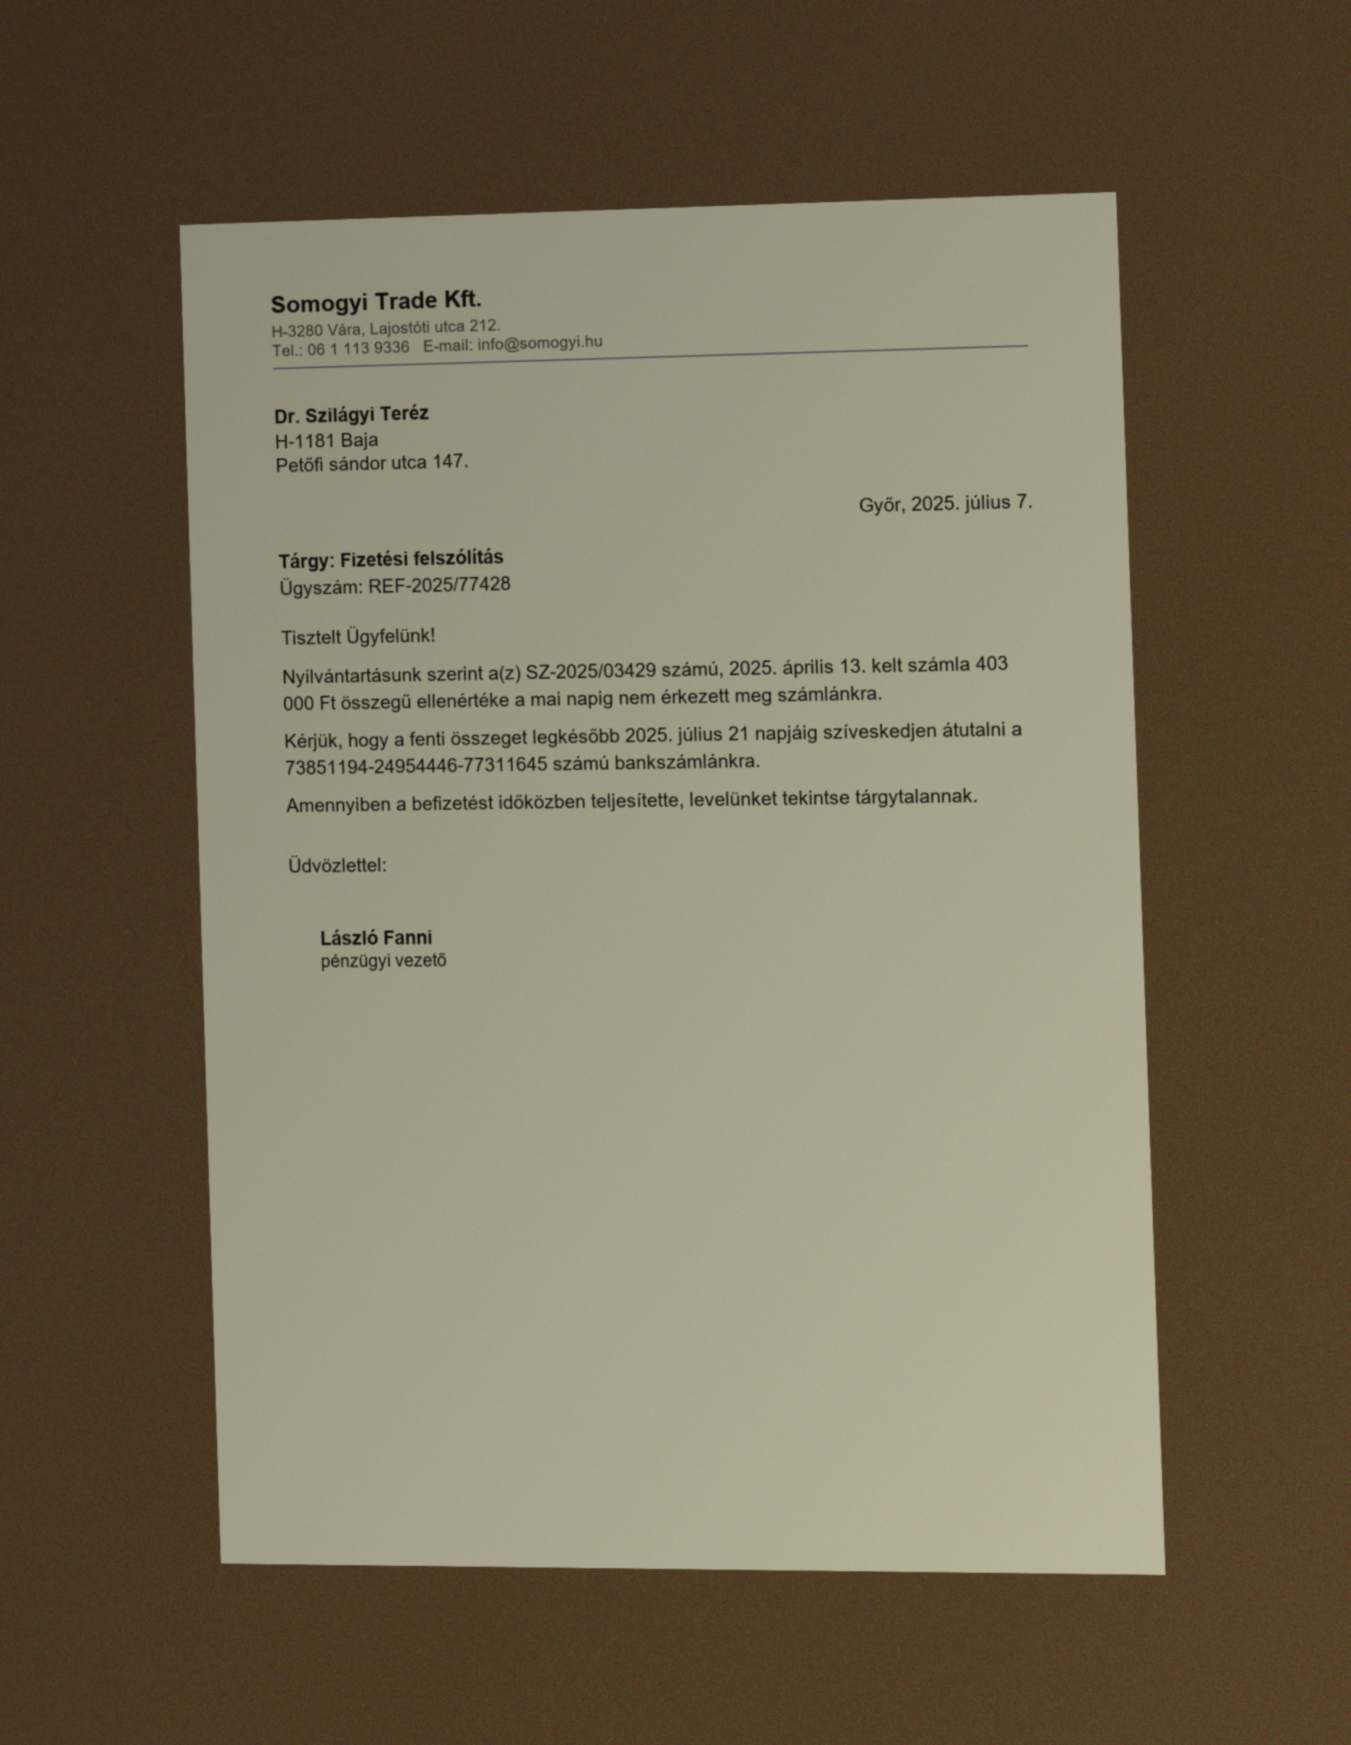 Somogyi Trade Kft.
H-3280 Vára, Lajostóti utca 212.
Tel.: 06 1 113 9336 E-mail: info@somogyi.hu
Dr. Szilágyi Teréz
H-1181 Baja
Petőfi sándor utca 147.
Győr, 2025. július 7.
Tárgy: Fizetési felszólítás
Ügyszám: REF-2025/77428
Tisztelt Ügyfelünk!
Nyilvántartásunk szerint a(z) SZ-2025/03429 számú, 2025. április 13. kelt számla 403
000 Ft összegű ellenértéke a mai napig nem érkezett meg számlánkra.
Kérjük, hogy a fenti összeget legkésőbb 2025. július 21 napjáig szíveskedjen átutalni a
73851194-24954446-77311645 számú bankszámlánkra.
Amennyiben a befizetést időközben teljesítette, levelünket tekintse tárgytalannak.
Üdvözlettel:
László Fanni
pénzügyi vezető